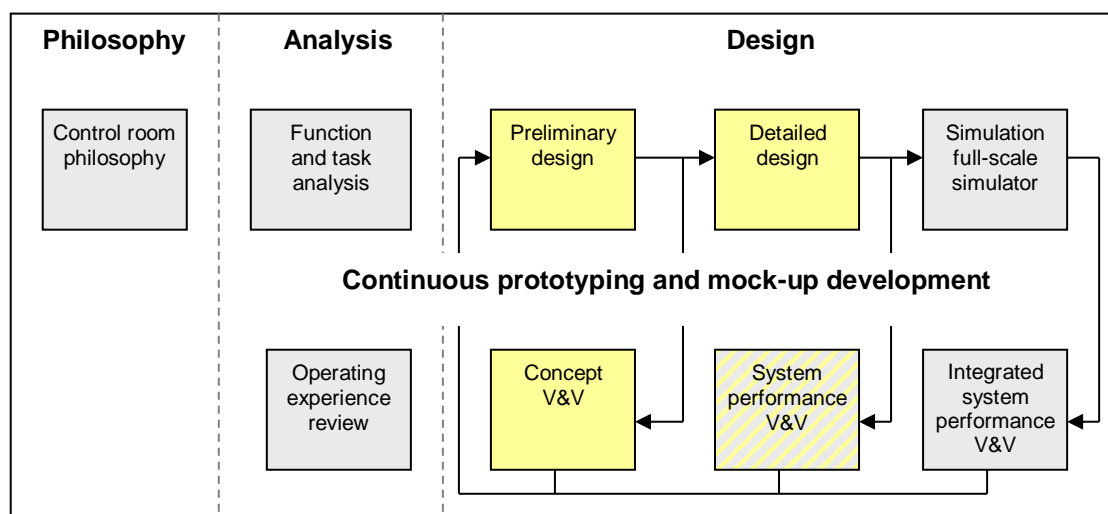 Philosophy
Analysis
Design
Control room
philosophy
Function
and task
analysis
Preliminary
design
Detailed
design
Simulation
full-scale
simulator
Continuous prototyping and mock-up development
Operating
experience
review
Concept
V&V
System
performance
V&V
Integrated
system
performance
V&V